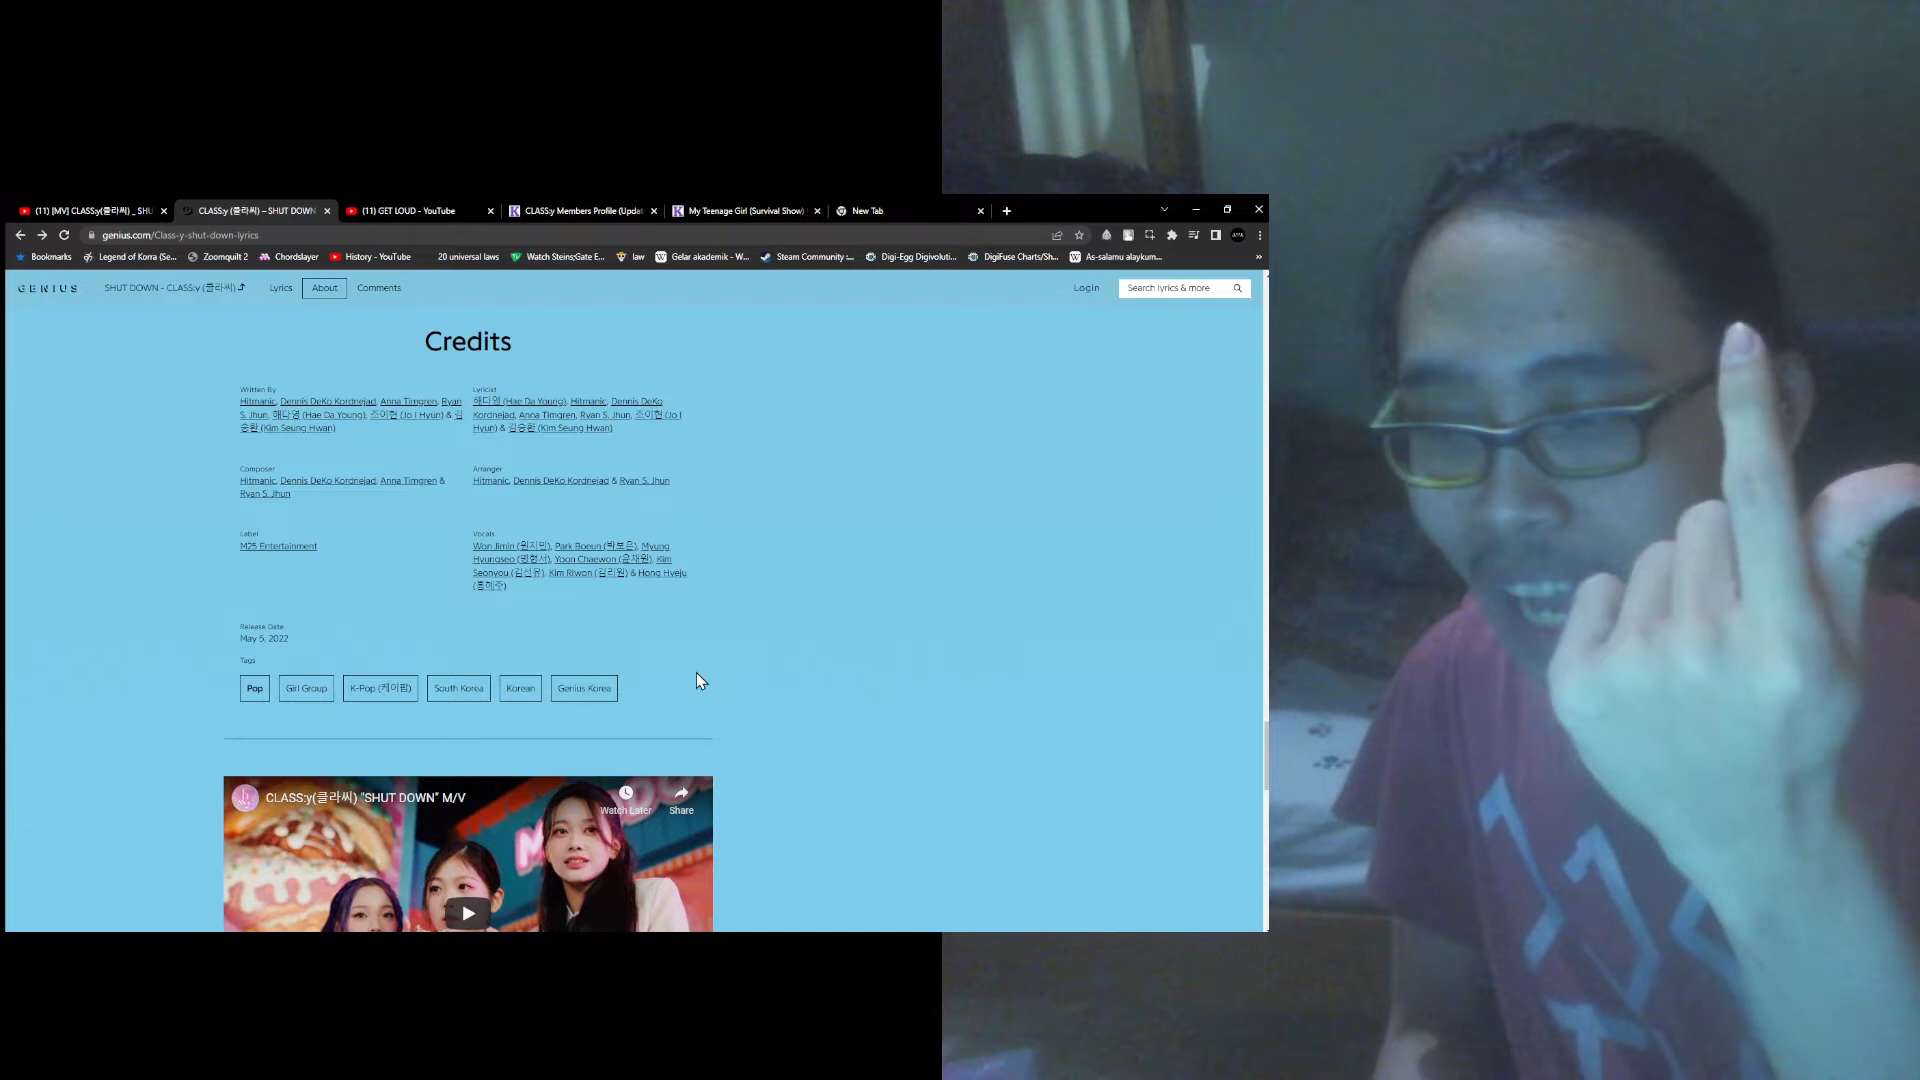 (11) [MV] CLASS:y(클라씨) _ SHU
CLASS:y (클라씨) – SHUT DOWN
(11) GET LOUD - YouTube
CLASS:y Members Profile (Updat
My Teenage Girl (Survival Show)
New Tab
genius.com/Class-y-shut-down-lyrics
Bookmarks
Legend of Korra (Se...
Zoomquilt 2
Chordslayer
History - YouTube
20 universal laws
Watch Steins;Gate E...
law
Gelar akademik - W...
Steam Community :...
Digi-Egg Digivoluti...
DigiFuse Charts/Sh...
As-salamu alaykum...
»
GENIUS
SHUT DOWN - CLASS:y (클라씨)
Lyrics
About
Comments
Login
Search lyrics & more
Credits
Written By
Hitmanic, Dennis DeKo Kordnejad, Anna Timgren, Ryan
S. Jhun, 해다영 (Hae Da Young), 조이현 (Jo I Hyun) & 김
승환 (Kim Seung Hwan)
Lyricist
해다영 (Hae Da Young), Hitmanic, Dennis DeKo
Kordnejad, Anna Timgren, Ryan S. Jhun, 조이현 (Jo I
Hyun) & 김승환 (Kim Seung Hwan)
Composer
Hitmanic, Dennis DeKo Kordnejad, Anna Timgren &
Ryan S. Jhun
Arranger
Hitmanic, Dennis DeKo Kordnejad & Ryan S. Jhun
Label
M25 Entertainment
Vocals
Won Jimin (원지민), Park Boeun (박보은), Myung
Hyungseo (명형서), Yoon Chaewon (윤채원), Kim
Seonyou (김선유), Kim Riwon (김리원) & Hong Hyeju
(홍혜주)
Release Date
May 5, 2022
Tags
Pop
Girl Group
K-Pop (케이팝)
South Korea
Korean
Genius Korea
CLASS:y(클라씨) "SHUT DOWN" M/V
Watch Later
Share